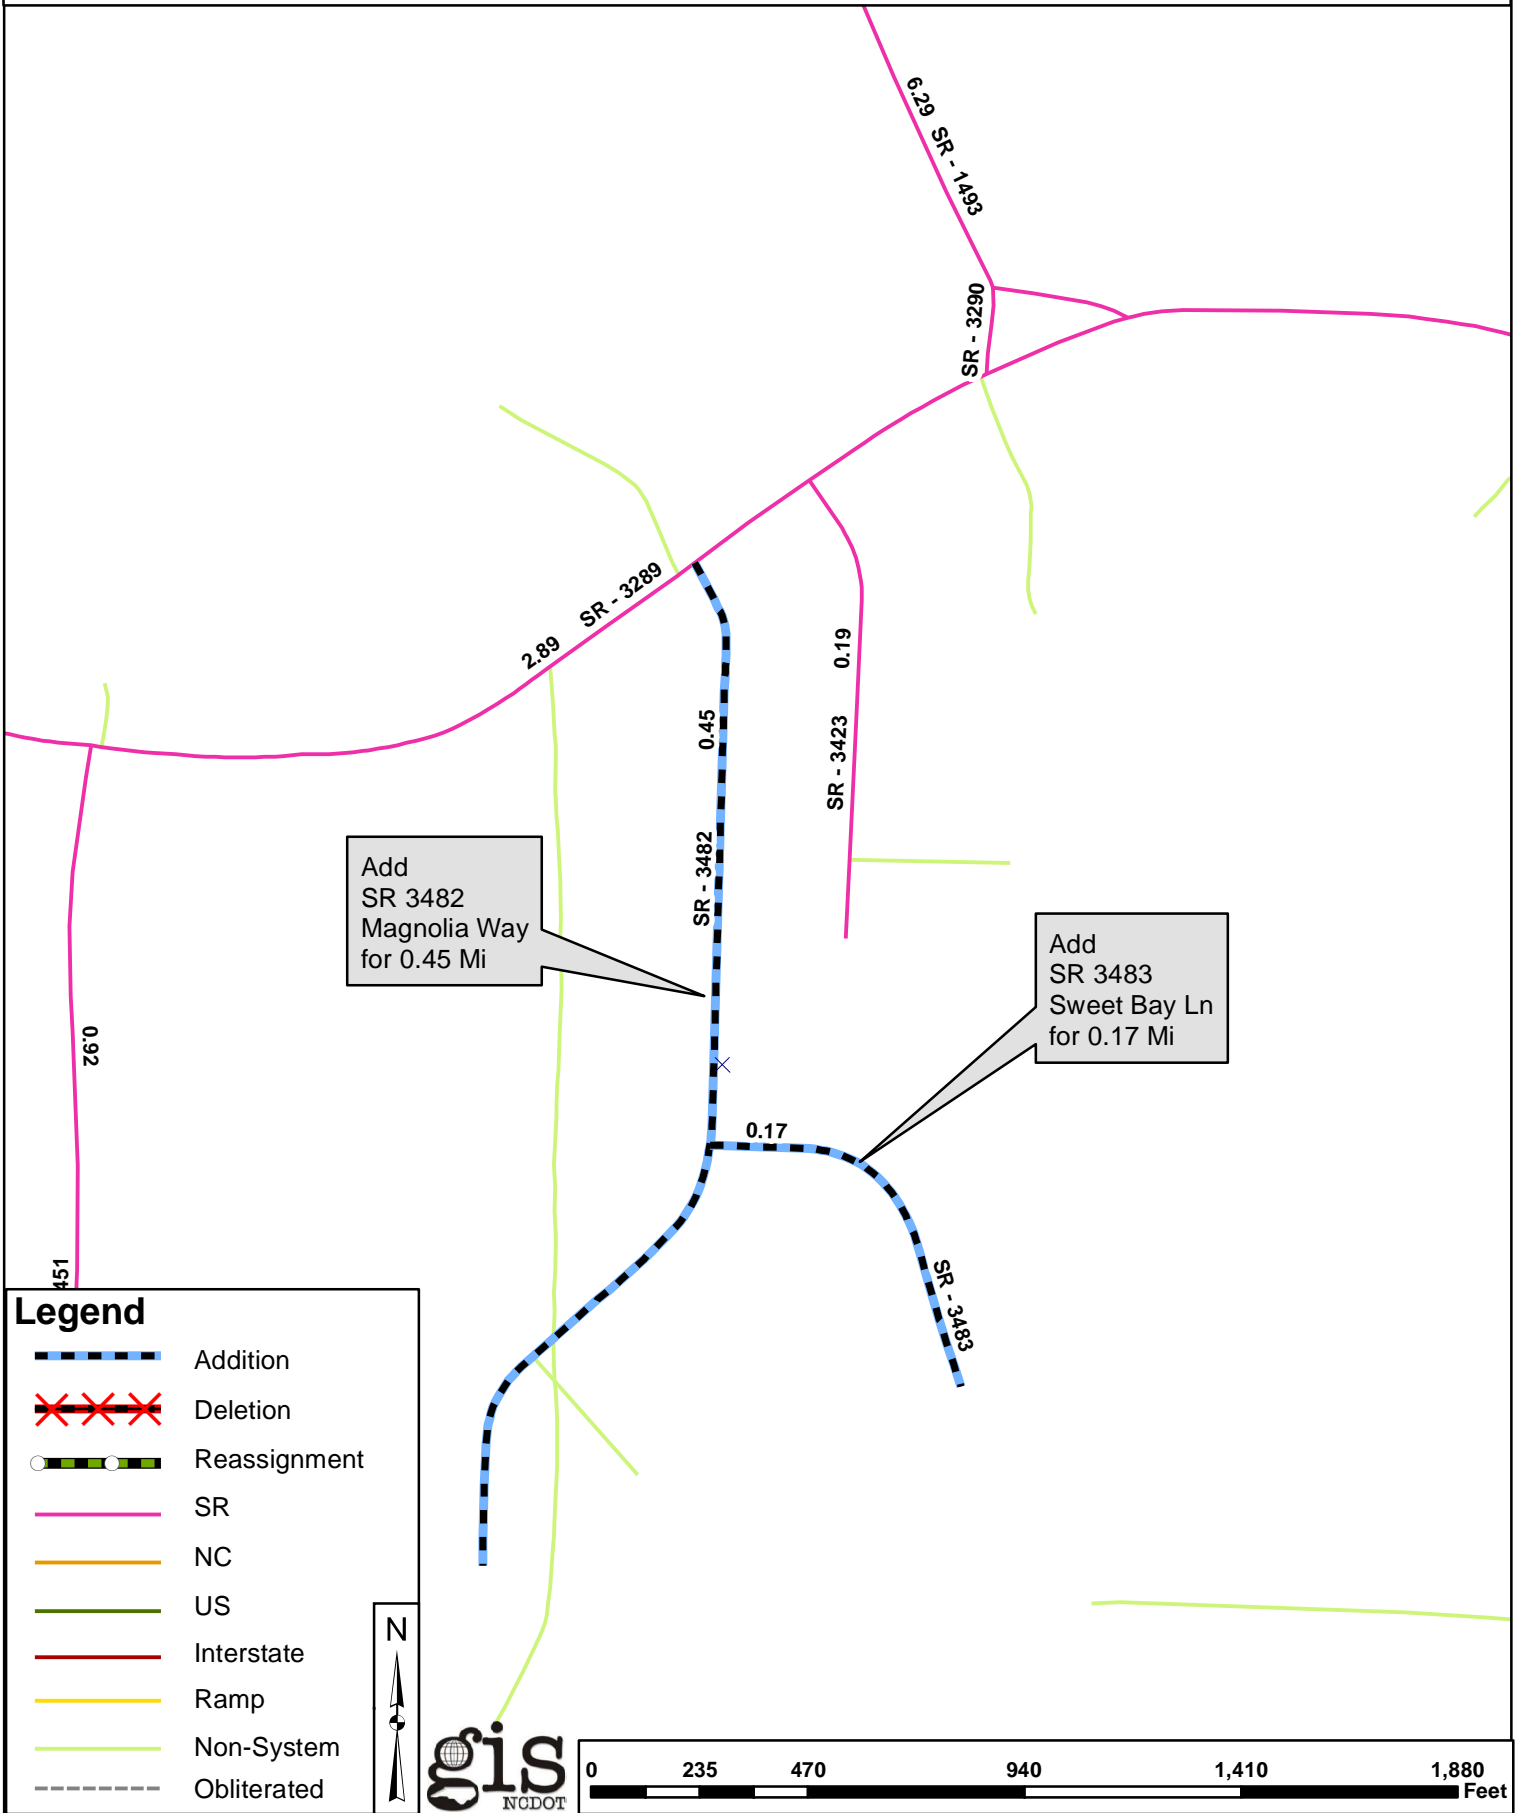 6.29 SR - 1493
SR - 3290
SR - 3289
2.89
0.19
SR - 3423
0.45
SR - 3482
Add
SR 3482
Magnolia Way
for 0.45 Mi
Add
SR 3483
Sweet Bay Ln
for 0.17 Mi
0.92
0.17
451
SR - 3483
Legend
Addition
Deletion
Reassignment
SR
NC
US
Interstate
Ramp
Non-System
Obliterated
N
gis
NCDOT
0 235 470 940 1,410 1,880
Feet